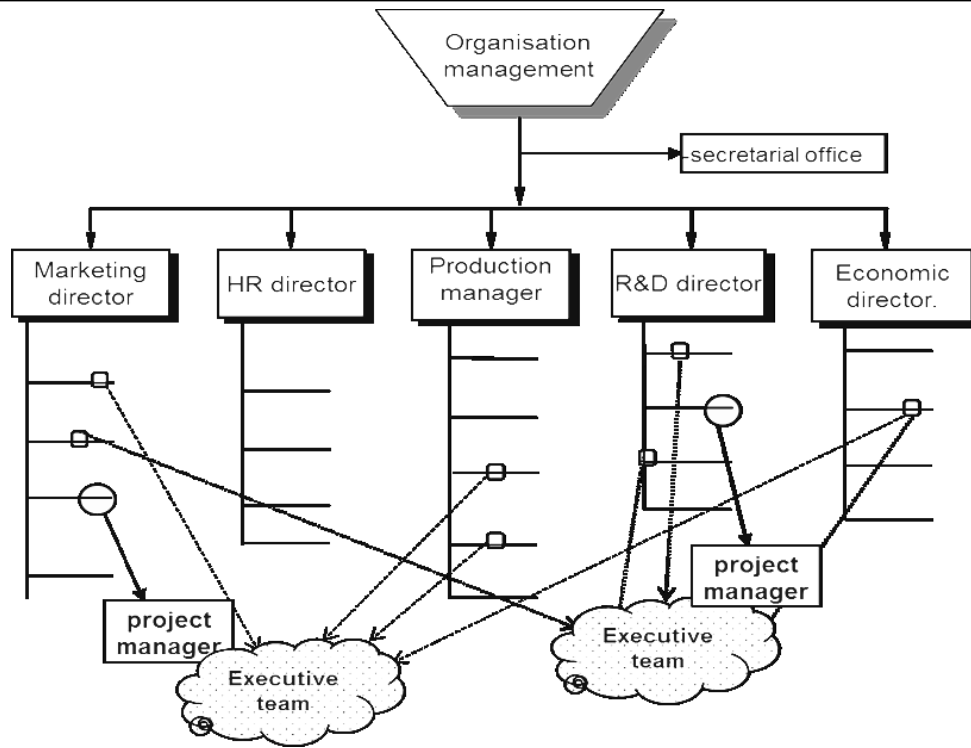 Organisation
management
-secretarial office
Marketing
director
HR director
Production
manager
R&D director
Economic
director.
project
manager
project
manager
Executive
team
Executive
team